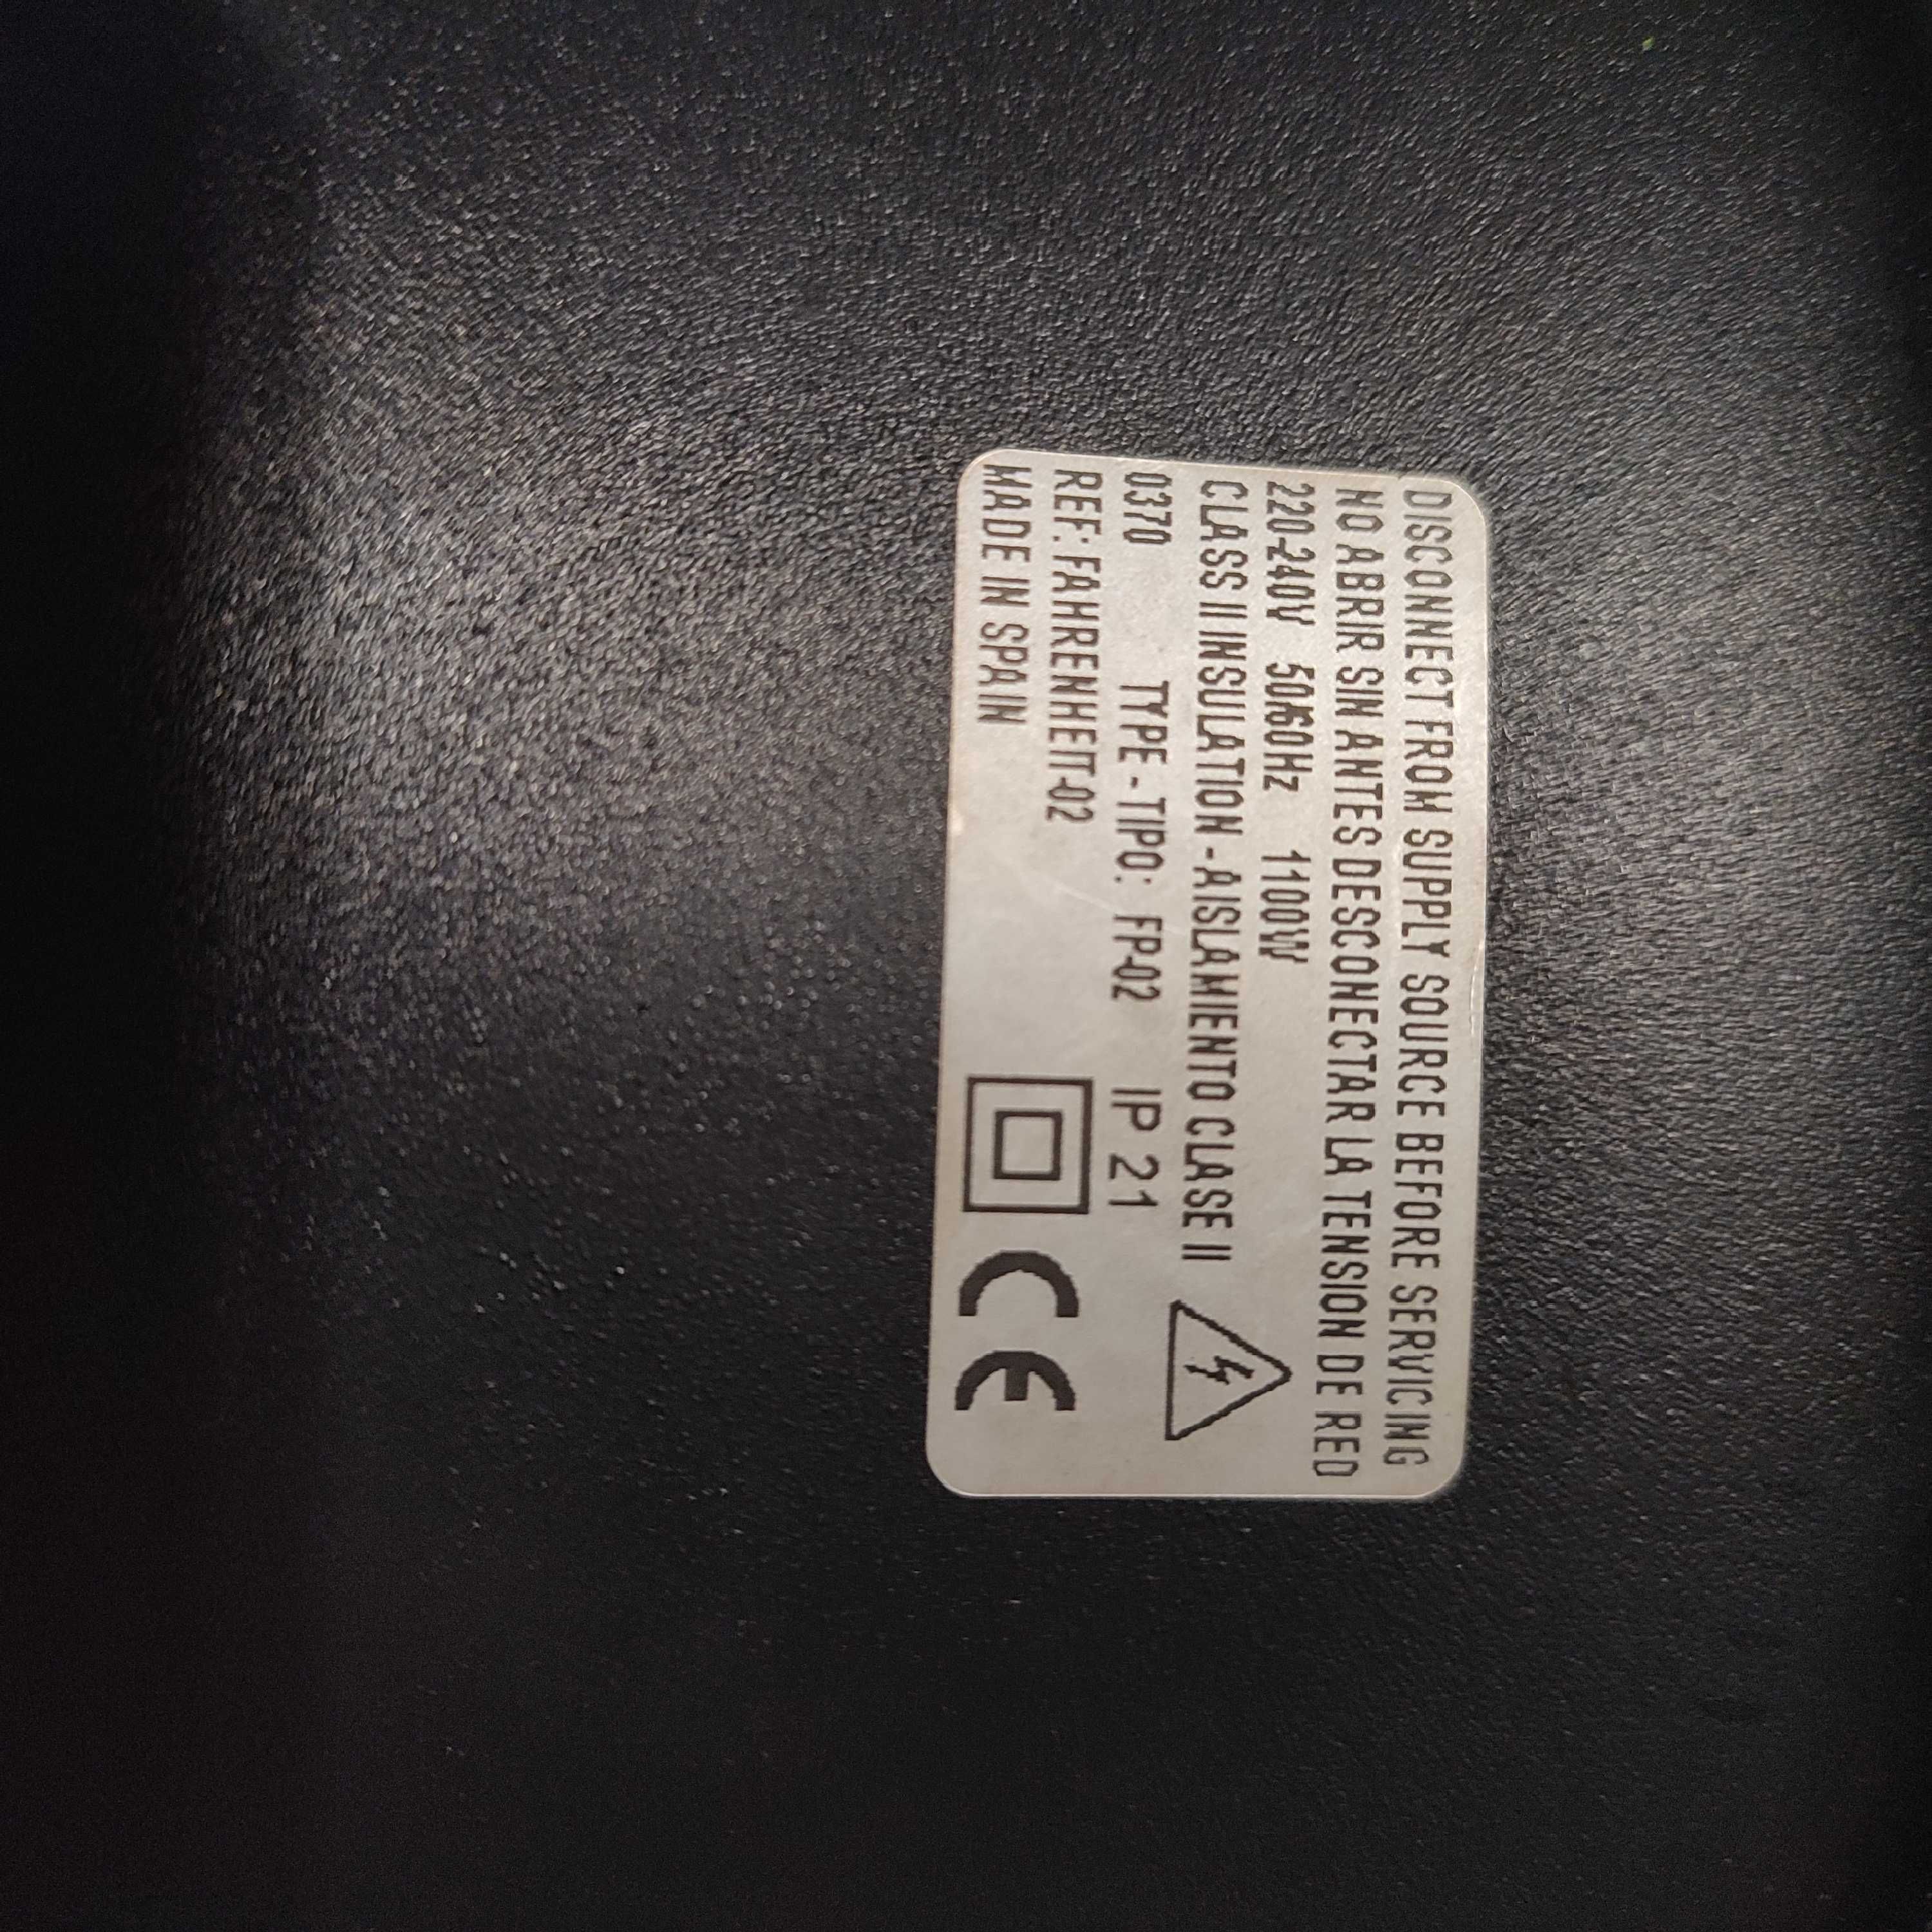 DISCONNECT FROM SUPPLY SOURCE BEFORE SERVICING
NO ABRIR SIN ANTES DESCONECTAR LA TENSION DE RED
220-240V 50/60Hz 1100W
CLASS II INSULATION - AISLAMIENTO CLASE II
0370 TYPE - TIPO: FP-02 IP 21
REF: FAHRENHEIT-02
MADE IN SPAIN
CE